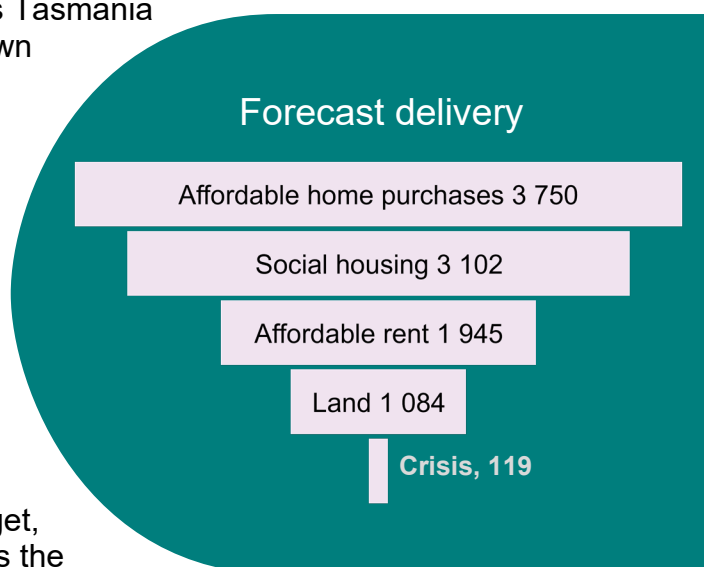 s Tasmania
wn
Forecast delivery
Affordable home purchases 3 750
Social housing 3 102
Affordable rent 1 945
Land 1 084
Crisis, 119
get,
s the